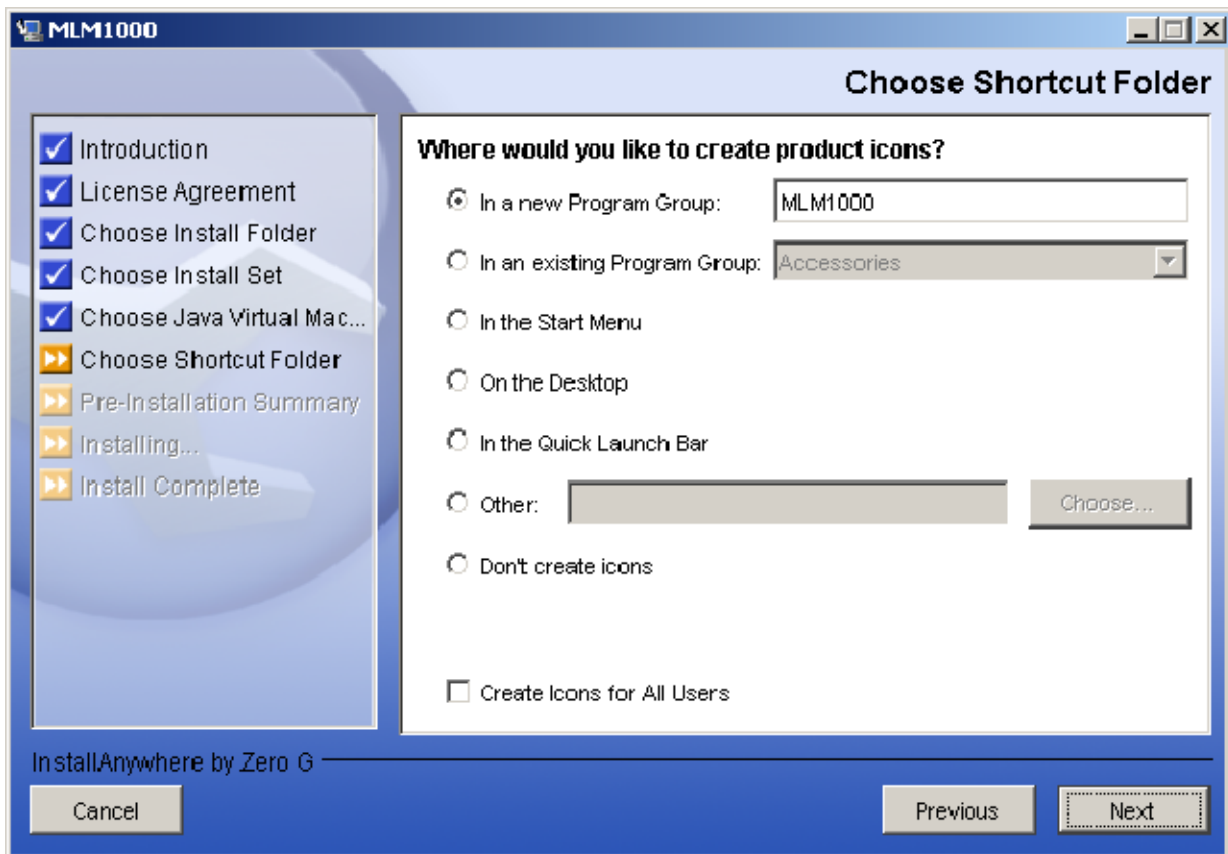 MLM1000
Choose Shortcut Folder
Introduction
License Agreement
Choose Install Folder
Choose Install Set
Choose Java Virtual Mac...
Choose Shortcut Folder
Pre-Installation Summary
Installing...
Install Complete
Where would you like to create product icons?
In a new Program Group: MLM1000
In an existing Program Group: Accessories
In the Start Menu
On the Desktop
In the Quick Launch Bar
Other: Choose...
Don't create icons
Create Icons for All Users
InstallAnywhere by Zero G
Cancel Previous Next